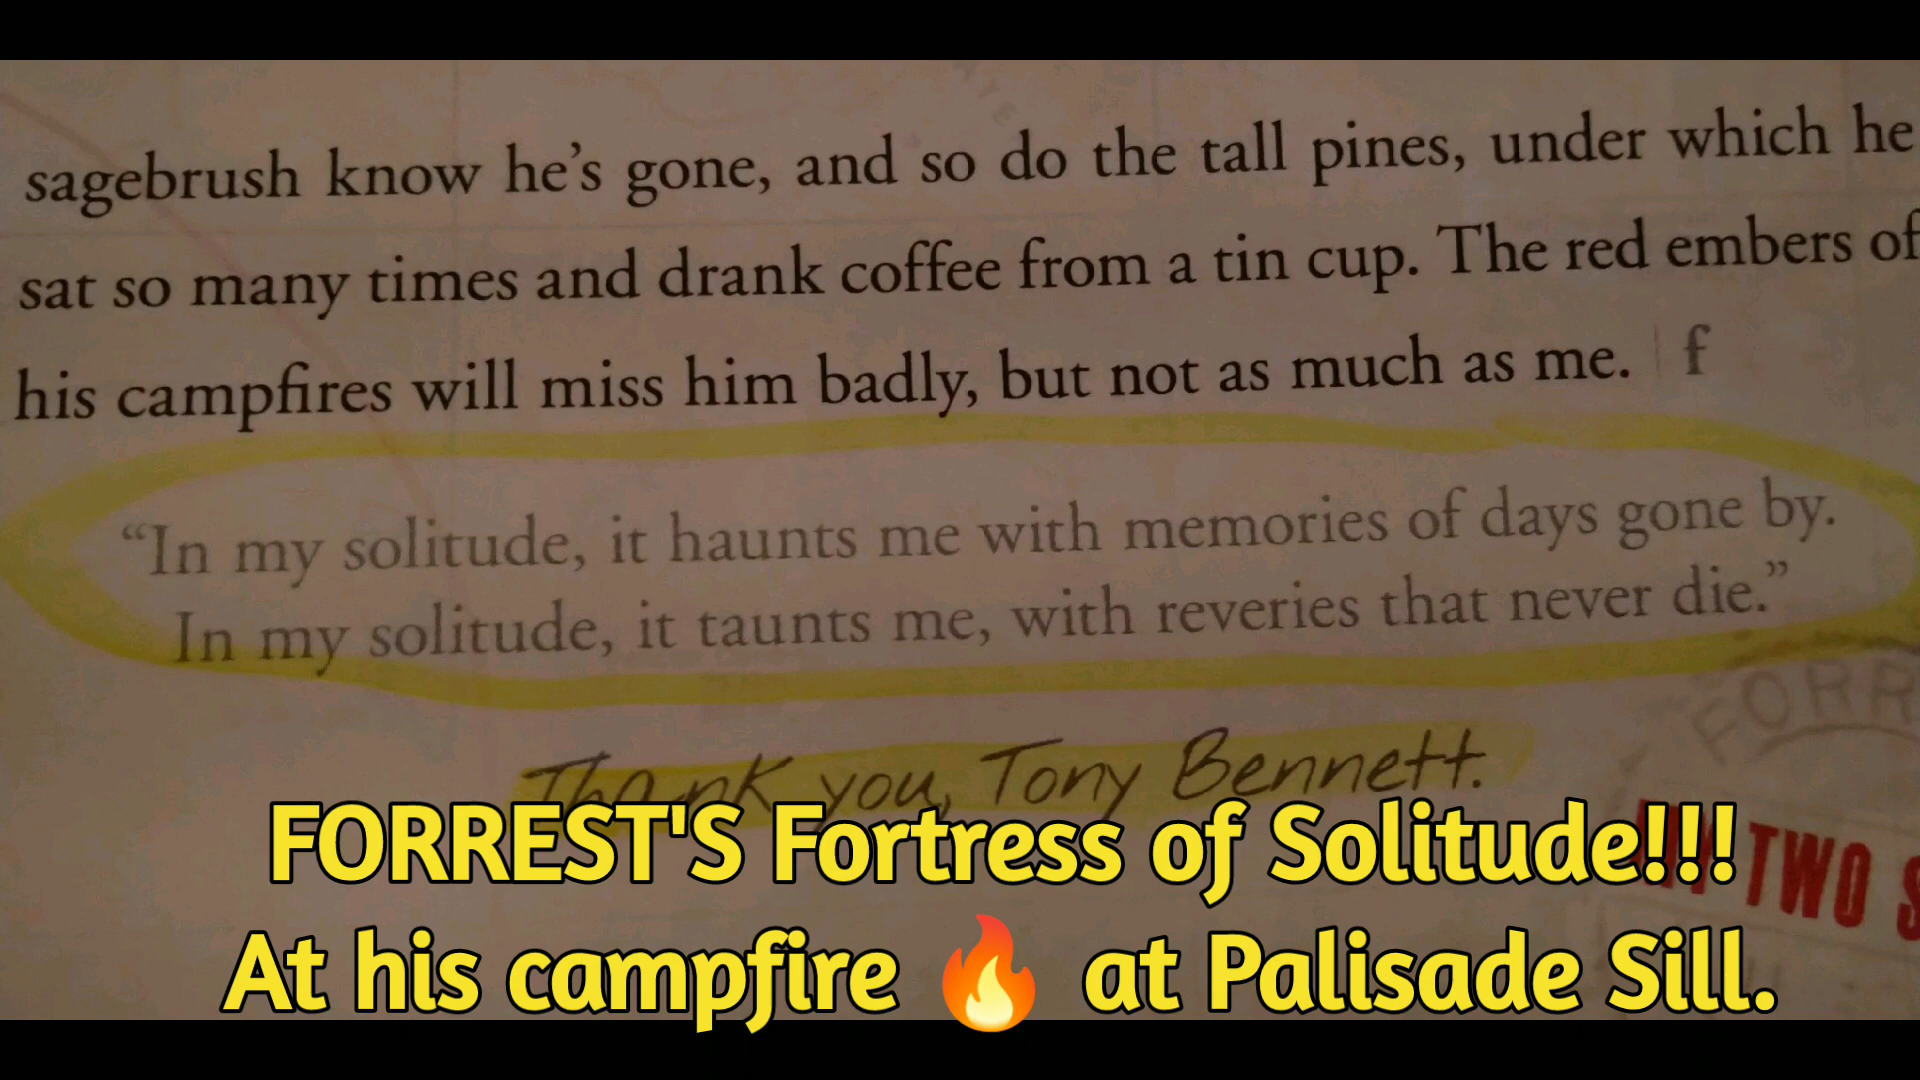 sagebrush know he’s gone, and so do the tall pines, under which he
sat so many times and drank coffee from a tin cup. The red embers of
his campfires will miss him badly, but not as much as me. f
“In my solitude, it haunts me with memories of days gone by.
In my solitude, it taunts me, with reveries that never die.”
Thank you, Tony Bennett.
FORR
TWO S
FORREST'S Fortress of Solitude!!!
At his campfire 🔥 at Palisade Sill.